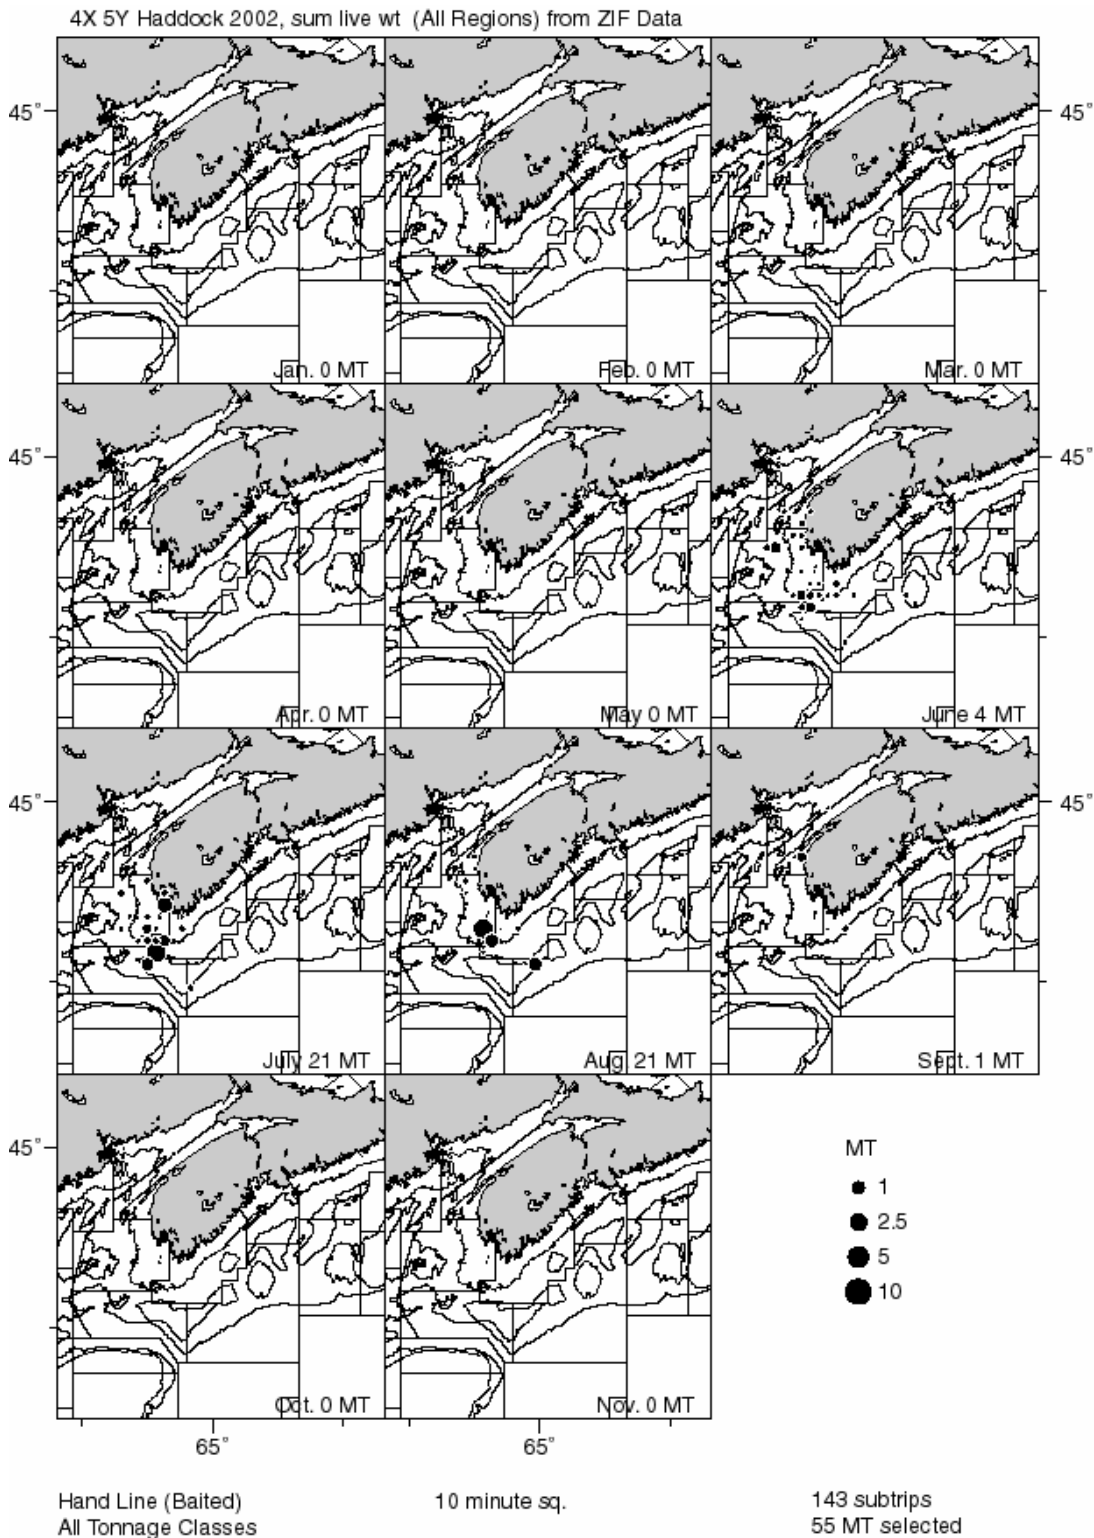 4X 5Y Haddock 2002, sum live wt (All Regions) from ZIF Data
45° 45°
Jan. 0 MT Feb. 0 MT Mar. 0 MT
45° 45°
Apr. 0 MT May 0 MT June 4 MT
45° 45°
July 21 MT Aug 21 MT Sept. 1 MT
45°
Oct. 0 MT Nov. 0 MT
MT
1
2.5
5
10
65° 65°
Hand Line (Baited) 10 minute sq. 143 subtrips
All Tonnage Classes 55 MT selected